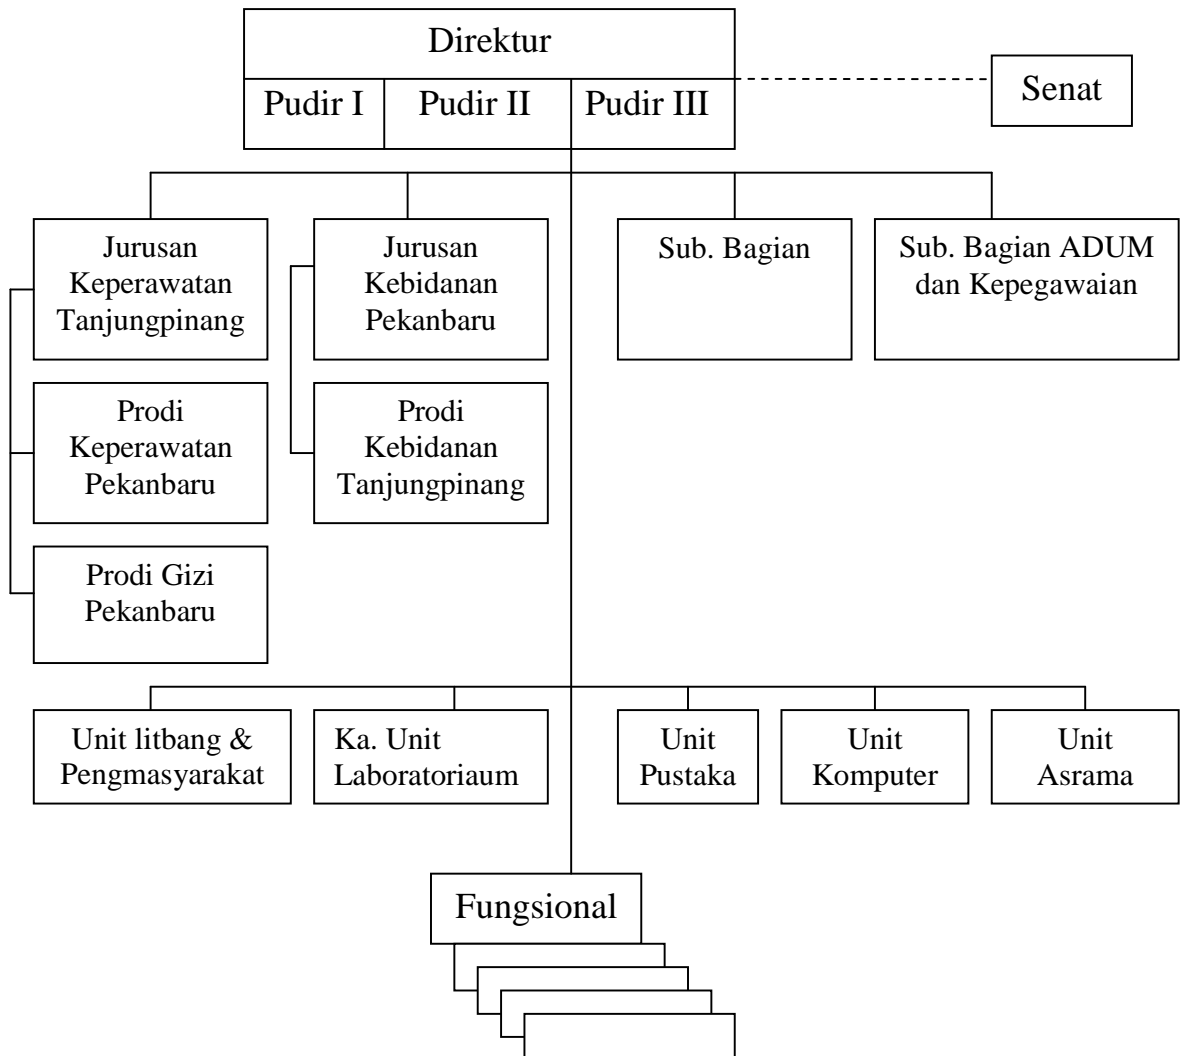 Direktur
Pudir I
Pudir II
Pudir III
Senat
Jurusan
Keperawatan
Tanjungpinang
Jurusan
Kebidanan
Pekanbaru
Sub. Bagian
Sub. Bagian ADUM
dan Kepegawaian
Prodi
Keperawatan
Pekanbaru
Prodi
Kebidanan
Tanjungpinang
Prodi Gizi
Pekanbaru
Unit litbang &
Pengmasyarakat
Ka. Unit
Laboratoriaum
Unit
Pustaka
Unit
Komputer
Unit
Asrama
Fungsional